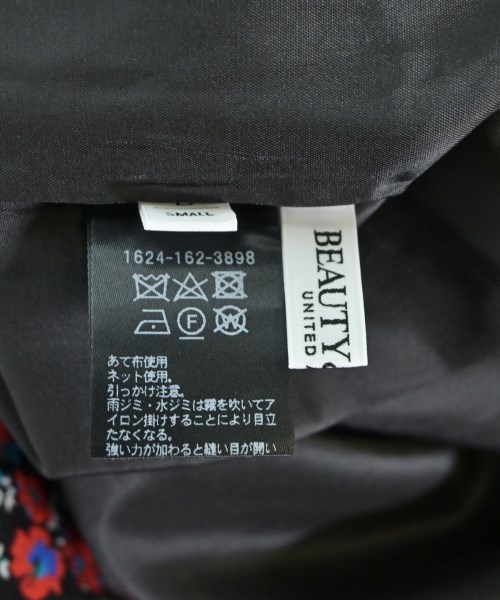 SMALL
1624-162-3898
あて布使用
ネット使用。
引っかけ注意。
雨ジミ・水ジミは霧を吹いてア
イロン掛けすることにより目立
たなくなる。
強い力が加わると縫い目が開い
BEAUTY
UNITED